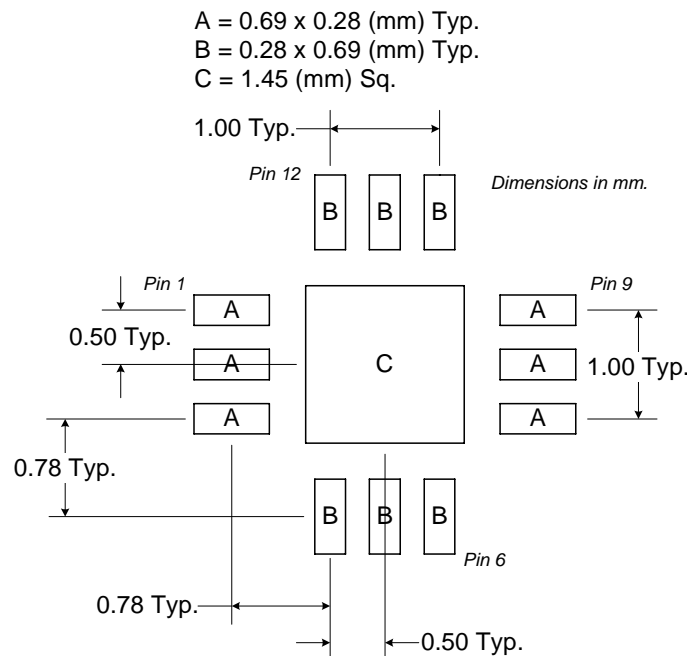 A = 0.69 x 0.28 (mm) Typ.
B = 0.28 x 0.69 (mm) Typ.
C = 1.45 (mm) Sq.
1.00 Typ.
Pin 12
Dimensions in mm.
B
B
B
Pin 1
Pin 9
A
A
0.50 Typ.
A
C
A
1.00 Typ.
A
A
0.78 Typ.
B
B
B
Pin 6
0.78 Typ.
0.50 Typ.